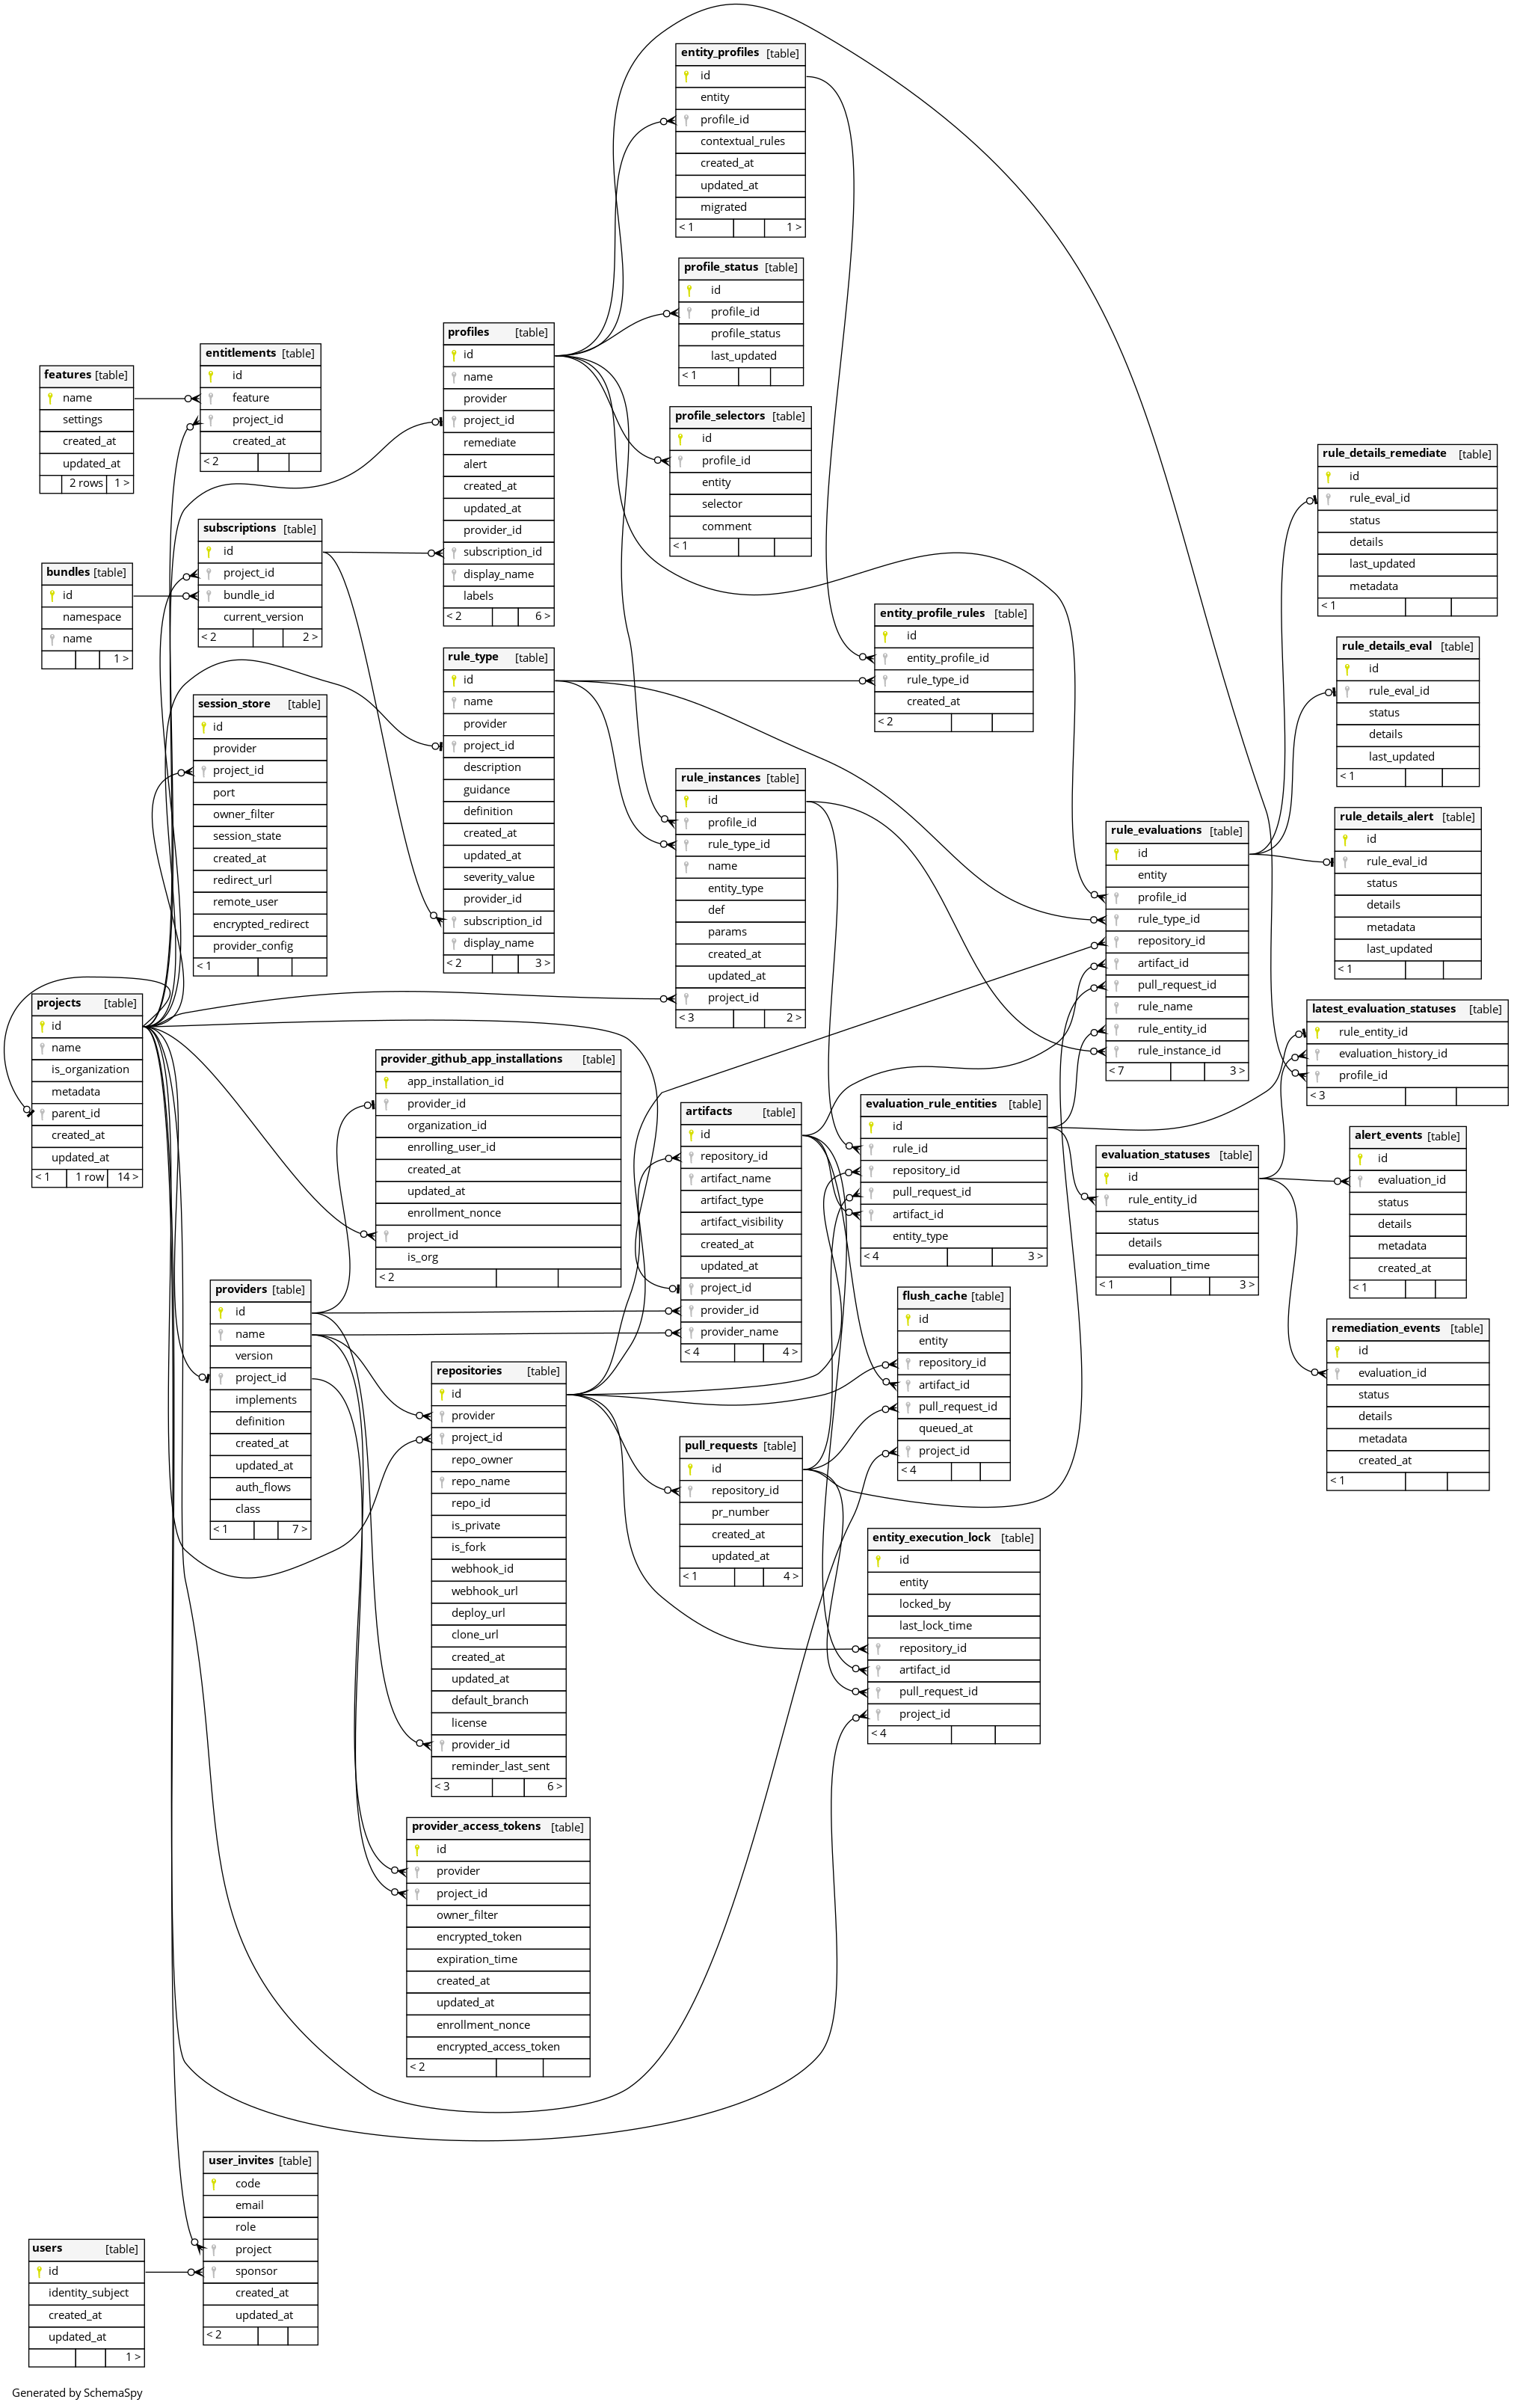 entity_profiles [table]
id
entity
profile_id
contextual_rules
created_at
updated_at
migrated
< 1 1 >
profile_status [table]
id
profile_id
profile_status
last_updated
< 1
profile_selectors [table]
id
profile_id
entity
selector
comment
< 1
profiles [table]
id
name
provider
project_id
remediate
alert
created_at
updated_at
provider_id
subscription_id
display_name
labels
< 2 6 >
entitlements [table]
id
feature
project_id
created_at
< 2
features [table]
name
settings
created_at
updated_at
2 rows 1 >
subscriptions [table]
id
project_id
bundle_id
current_version
< 2 2 >
bundles [table]
id
namespace
name
1 >
rule_type [table]
id
name
provider
project_id
description
guidance
definition
created_at
updated_at
severity_value
provider_id
subscription_id
display_name
< 2 3 >
session_store [table]
id
provider
project_id
port
owner_filter
session_state
created_at
redirect_url
remote_user
encrypted_redirect
provider_config
< 1
entity_profile_rules [table]
id
entity_profile_id
rule_type_id
created_at
< 2
rule_instances [table]
id
profile_id
rule_type_id
name
entity_type
def
params
created_at
updated_at
project_id
< 3 2 >
rule_evaluations [table]
id
entity
profile_id
rule_type_id
repository_id
artifact_id
pull_request_id
rule_name
rule_entity_id
rule_instance_id
< 7 3 >
rule_details_remediate [table]
id
rule_eval_id
status
details
last_updated
metadata
< 1
rule_details_eval [table]
id
rule_eval_id
status
details
last_updated
< 1
rule_details_alert [table]
id
rule_eval_id
status
details
metadata
last_updated
< 1
latest_evaluation_statuses [table]
rule_entity_id
evaluation_history_id
profile_id
< 3
projects [table]
id
name
is_organization
metadata
parent_id
created_at
updated_at
< 1 1 row 14 >
provider_github_app_installations [table]
app_installation_id
provider_id
organization_id
enrolling_user_id
created_at
updated_at
enrollment_nonce
project_id
is_org
< 2
artifacts [table]
id
repository_id
artifact_name
artifact_type
artifact_visibility
created_at
updated_at
project_id
provider_id
provider_name
< 4 4 >
evaluation_rule_entities [table]
id
rule_id
repository_id
pull_request_id
artifact_id
entity_type
< 4 3 >
evaluation_statuses [table]
id
rule_entity_id
status
details
evaluation_time
< 1 3 >
alert_events [table]
id
evaluation_id
status
details
metadata
created_at
< 1
remediation_events [table]
id
evaluation_id
status
details
metadata
created_at
< 1
providers [table]
id
name
version
project_id
implements
definition
created_at
updated_at
auth_flows
class
< 1 7 >
flush_cache [table]
id
entity
repository_id
artifact_id
pull_request_id
queued_at
project_id
< 4
repositories [table]
id
provider
project_id
repo_owner
repo_name
repo_id
is_private
is_fork
webhook_id
webhook_url
deploy_url
clone_url
created_at
updated_at
default_branch
license
provider_id
reminder_last_sent
< 3 6 >
pull_requests [table]
id
repository_id
pr_number
created_at
updated_at
< 1 4 >
entity_execution_lock [table]
id
entity
locked_by
last_lock_time
repository_id
artifact_id
pull_request_id
project_id
< 4
provider_access_tokens [table]
id
provider
project_id
owner_filter
encrypted_token
expiration_time
created_at
updated_at
enrollment_nonce
encrypted_access_token
< 2
user_invites [table]
code
email
role
project
sponsor
created_at
updated_at
< 2
users [table]
id
identity_subject
created_at
updated_at
1 >
Generated by SchemaSpy